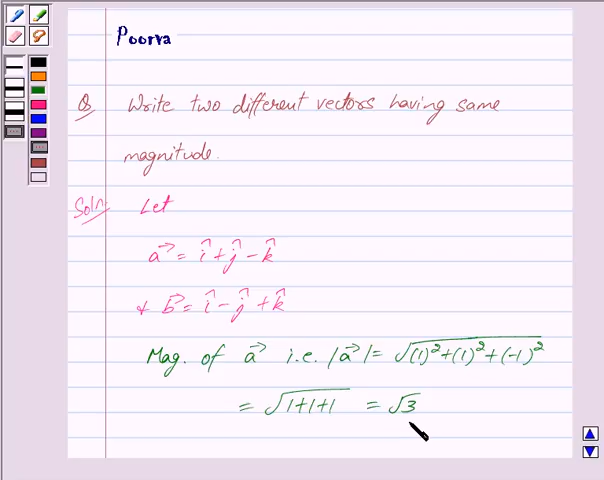 Poorva
Q Write two different vectors having same
magnitude.
Soln: Let
a⃗ = î + ĵ - k̂
& b⃗ = î - ĵ + k̂
Mag. of a⃗ i.e. |a⃗| = √((1)² + (1)² + (-1)²)
= √(1+1+1) = √3